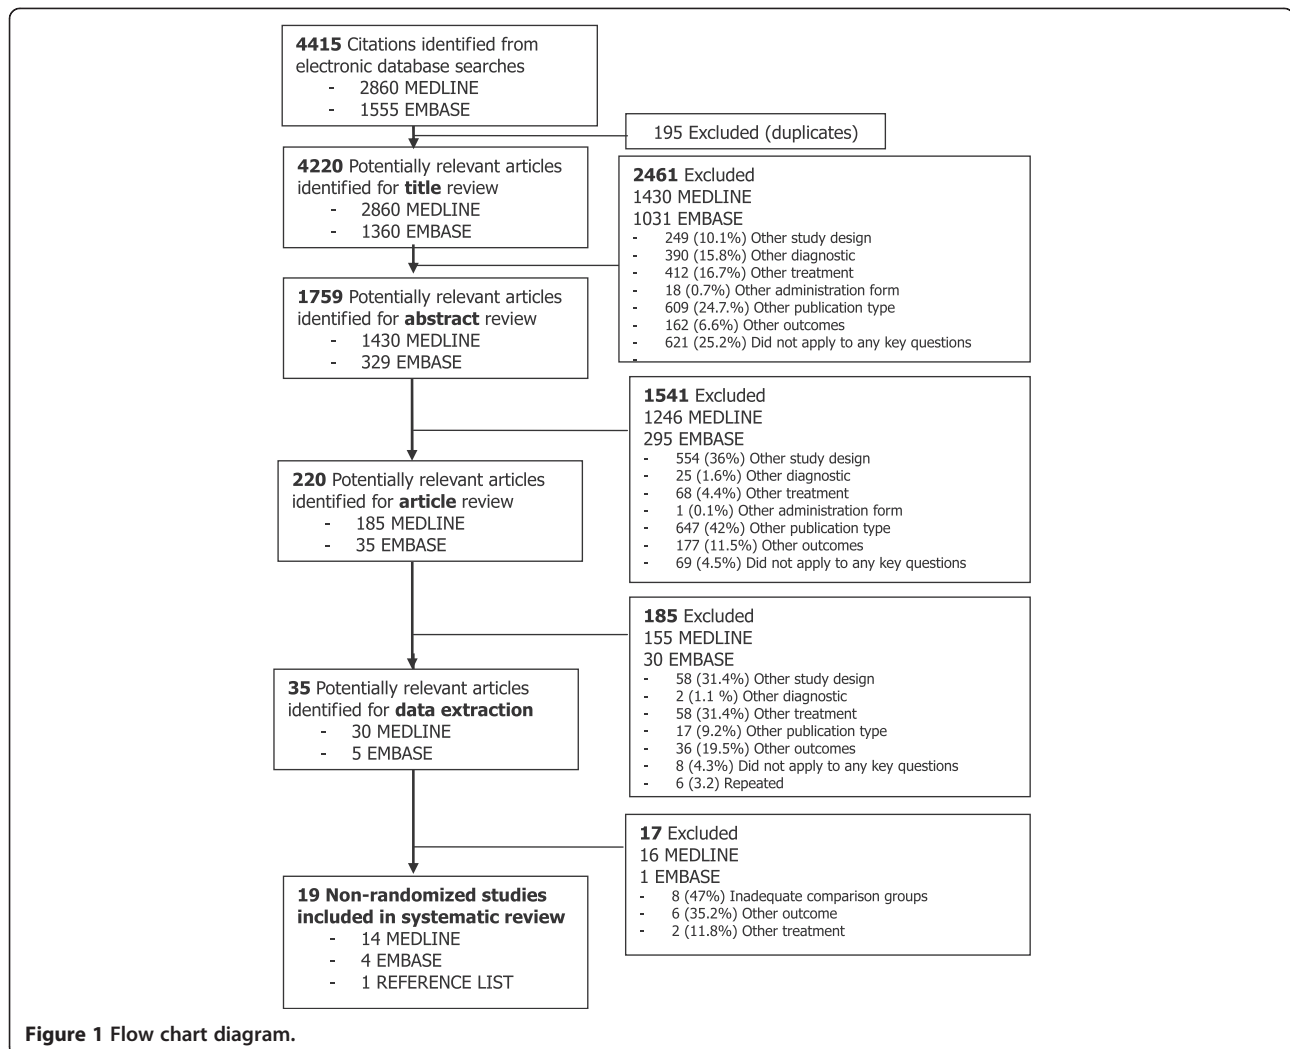 4415 Citations identified from
electronic database searches
- 2860 MEDLINE
- 1555 EMBASE
195 Excluded (duplicates)
4220 Potentially relevant articles
identified for title review
- 2860 MEDLINE
- 1360 EMBASE
2461 Excluded
1430 MEDLINE
1031 EMBASE
- 249 (10.1%) Other study design
- 390 (15.8%) Other diagnostic
- 412 (16.7%) Other treatment
- 18 (0.7%) Other administration form
- 609 (24.7.%) Other publication type
- 162 (6.6%) Other outcomes
- 621 (25.2%) Did not apply to any key questions
-
1759 Potentially relevant articles
identified for abstract review
- 1430 MEDLINE
- 329 EMBASE
1541 Excluded
1246 MEDLINE
295 EMBASE
- 554 (36%) Other study design
- 25 (1.6%) Other diagnostic
- 68 (4.4%) Other treatment
- 1 (0.1%) Other administration form
- 647 (42%) Other publication type
- 177 (11.5%) Other outcomes
- 69 (4.5%) Did not apply to any key questions
220 Potentially relevant articles
identified for article review
- 185 MEDLINE
- 35 EMBASE
185 Excluded
155 MEDLINE
30 EMBASE
- 58 (31.4%) Other study design
- 2 (1.1 %) Other diagnostic
- 58 (31.4%) Other treatment
- 17 (9.2%) Other publication type
- 36 (19.5%) Other outcomes
- 8 (4.3%) Did not apply to any key questions
- 6 (3.2) Repeated
35 Potentially relevant articles
identified for data extraction
- 30 MEDLINE
- 5 EMBASE
17 Excluded
16 MEDLINE
1 EMBASE
- 8 (47%) Inadequate comparison groups
- 6 (35.2%) Other outcome
- 2 (11.8%) Other treatment
19 Non-randomized studies
included in systematic review
- 14 MEDLINE
- 4 EMBASE
- 1 REFERENCE LIST
Figure 1 Flow chart diagram.